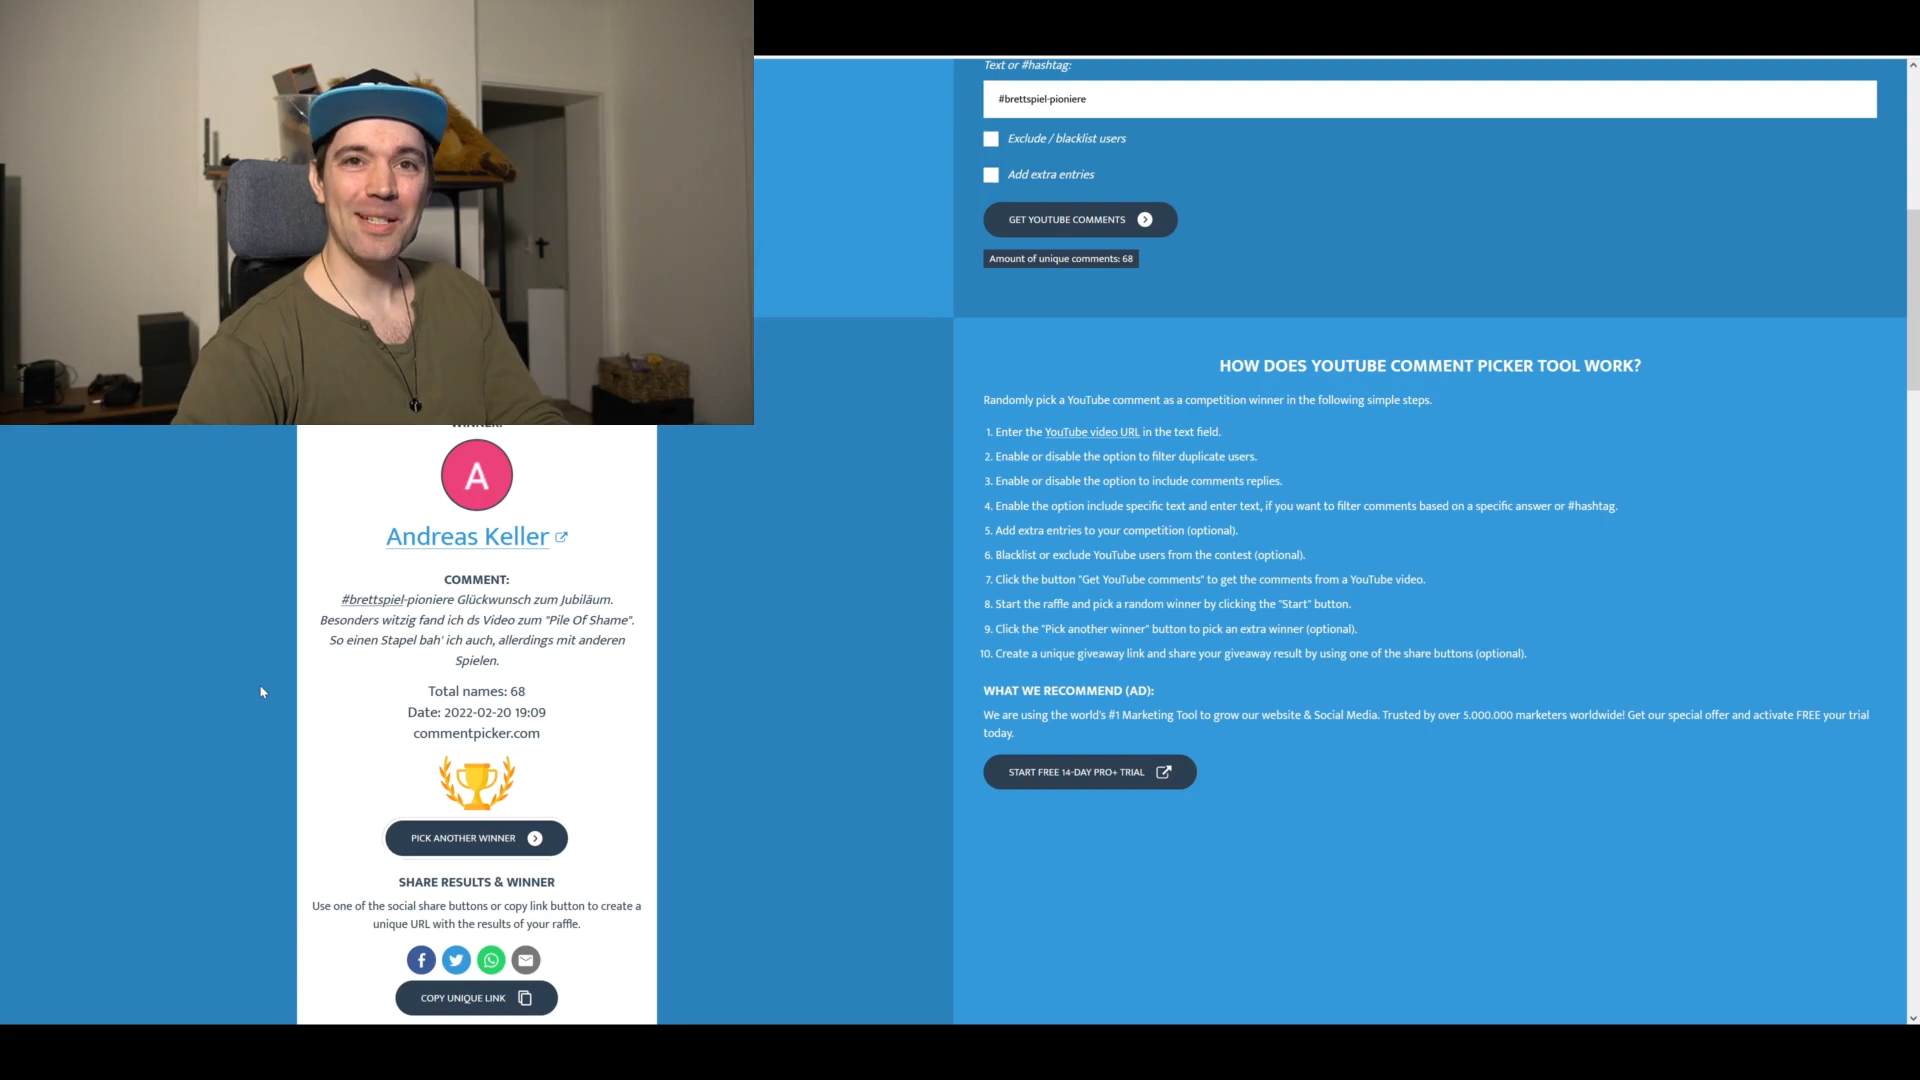 Text or #hashtag:
#brettspiel-pioniere
Exclude / blacklist users
Add extra entries
GET YOUTUBE COMMENTS
Amount of unique comments: 68
WINNER:
A
Andreas Keller
COMMENT:
#brettspiel-pioniere Glückwunsch zum Jubiläum.
Besonders witzig fand ich ds Video zum "Pile Of Shame".
So einen Stapel bah' ich auch, allerdings mit anderen
Spielen.
Total names: 68
Date: 2022-02-20 19:09
commentpicker.com
PICK ANOTHER WINNER
SHARE RESULTS & WINNER
Use one of the social share buttons or copy link button to create a
unique URL with the results of your raffle.
COPY UNIQUE LINK
HOW DOES YOUTUBE COMMENT PICKER TOOL WORK?
Randomly pick a YouTube comment as a competition winner in the following simple steps.
1. Enter the YouTube video URL in the text field.
2. Enable or disable the option to filter duplicate users.
3. Enable or disable the option to include comments replies.
4. Enable the option include specific text and enter text, if you want to filter comments based on a specific answer or #hashtag.
5. Add extra entries to your competition (optional).
6. Blacklist or exclude YouTube users from the contest (optional).
7. Click the button "Get YouTube comments" to get the comments from a YouTube video.
8. Start the raffle and pick a random winner by clicking the "Start" button.
9. Click the "Pick another winner" button to pick an extra winner (optional).
10. Create a unique giveaway link and share your giveaway result by using one of the share buttons (optional).
WHAT WE RECOMMEND (AD):
We are using the world's #1 Marketing Tool to grow our website & Social Media. Trusted by over 5.000.000 marketers worldwide! Get our special offer and activate FREE your trial
today.
START FREE 14-DAY PRO+ TRIAL